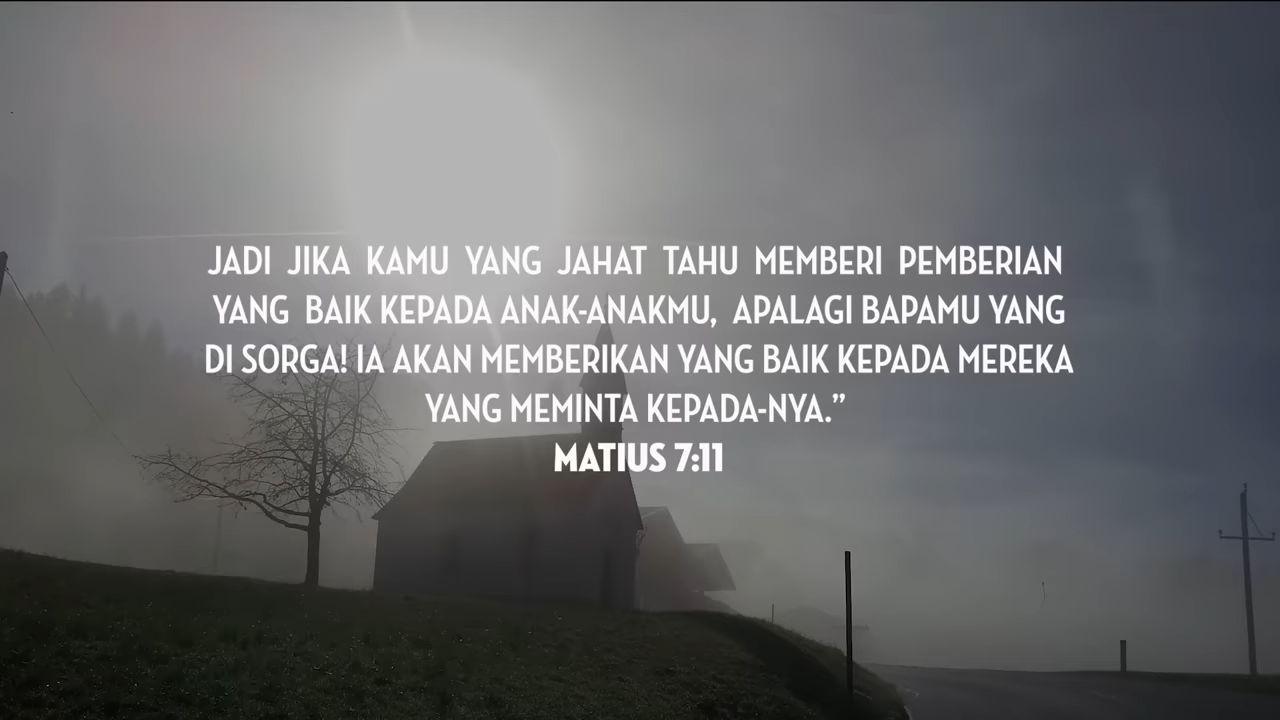 JADI JIKA KAMU YANG JAHAT TAHU MEMBERI PEMBERIAN
YANG BAIK KEPADA ANAK-ANAKMU, APALAGI BAPAMU YANG
DI SORGA! IA AKAN MEMBERIKAN YANG BAIK KEPADA MEREKA
YANG MEMINTA KEPADA-NYA.”
MATIUS 7:11